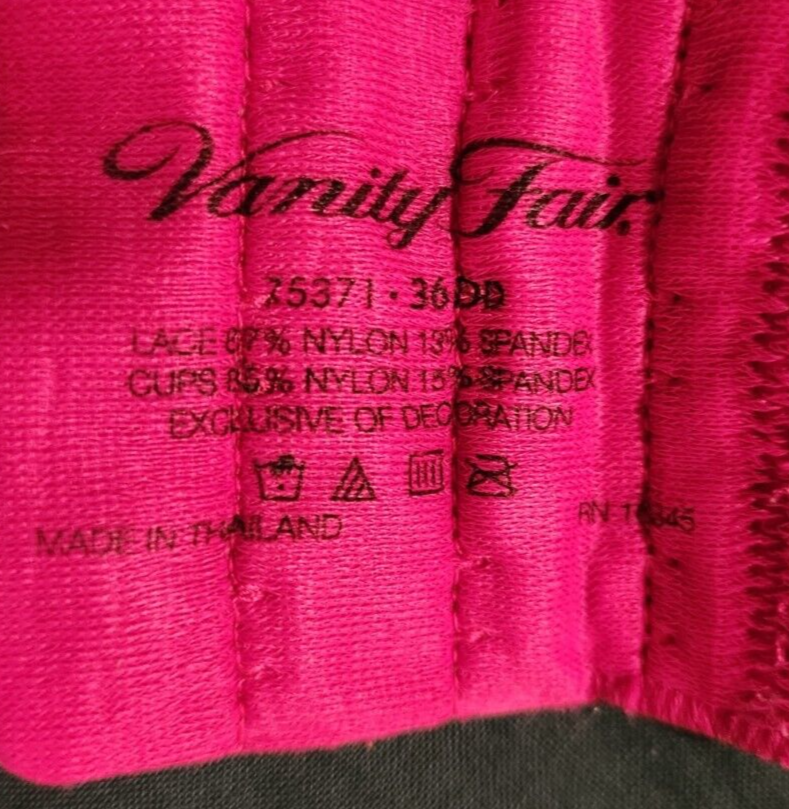 Vanity Fair.
75371 · 36DD
LACE 87% NYLON 13% SPANDEX
CUPS 85% NYLON 15% SPANDEX
EXCLUSIVE OF DECORATION
MADE IN THAILAND
RN